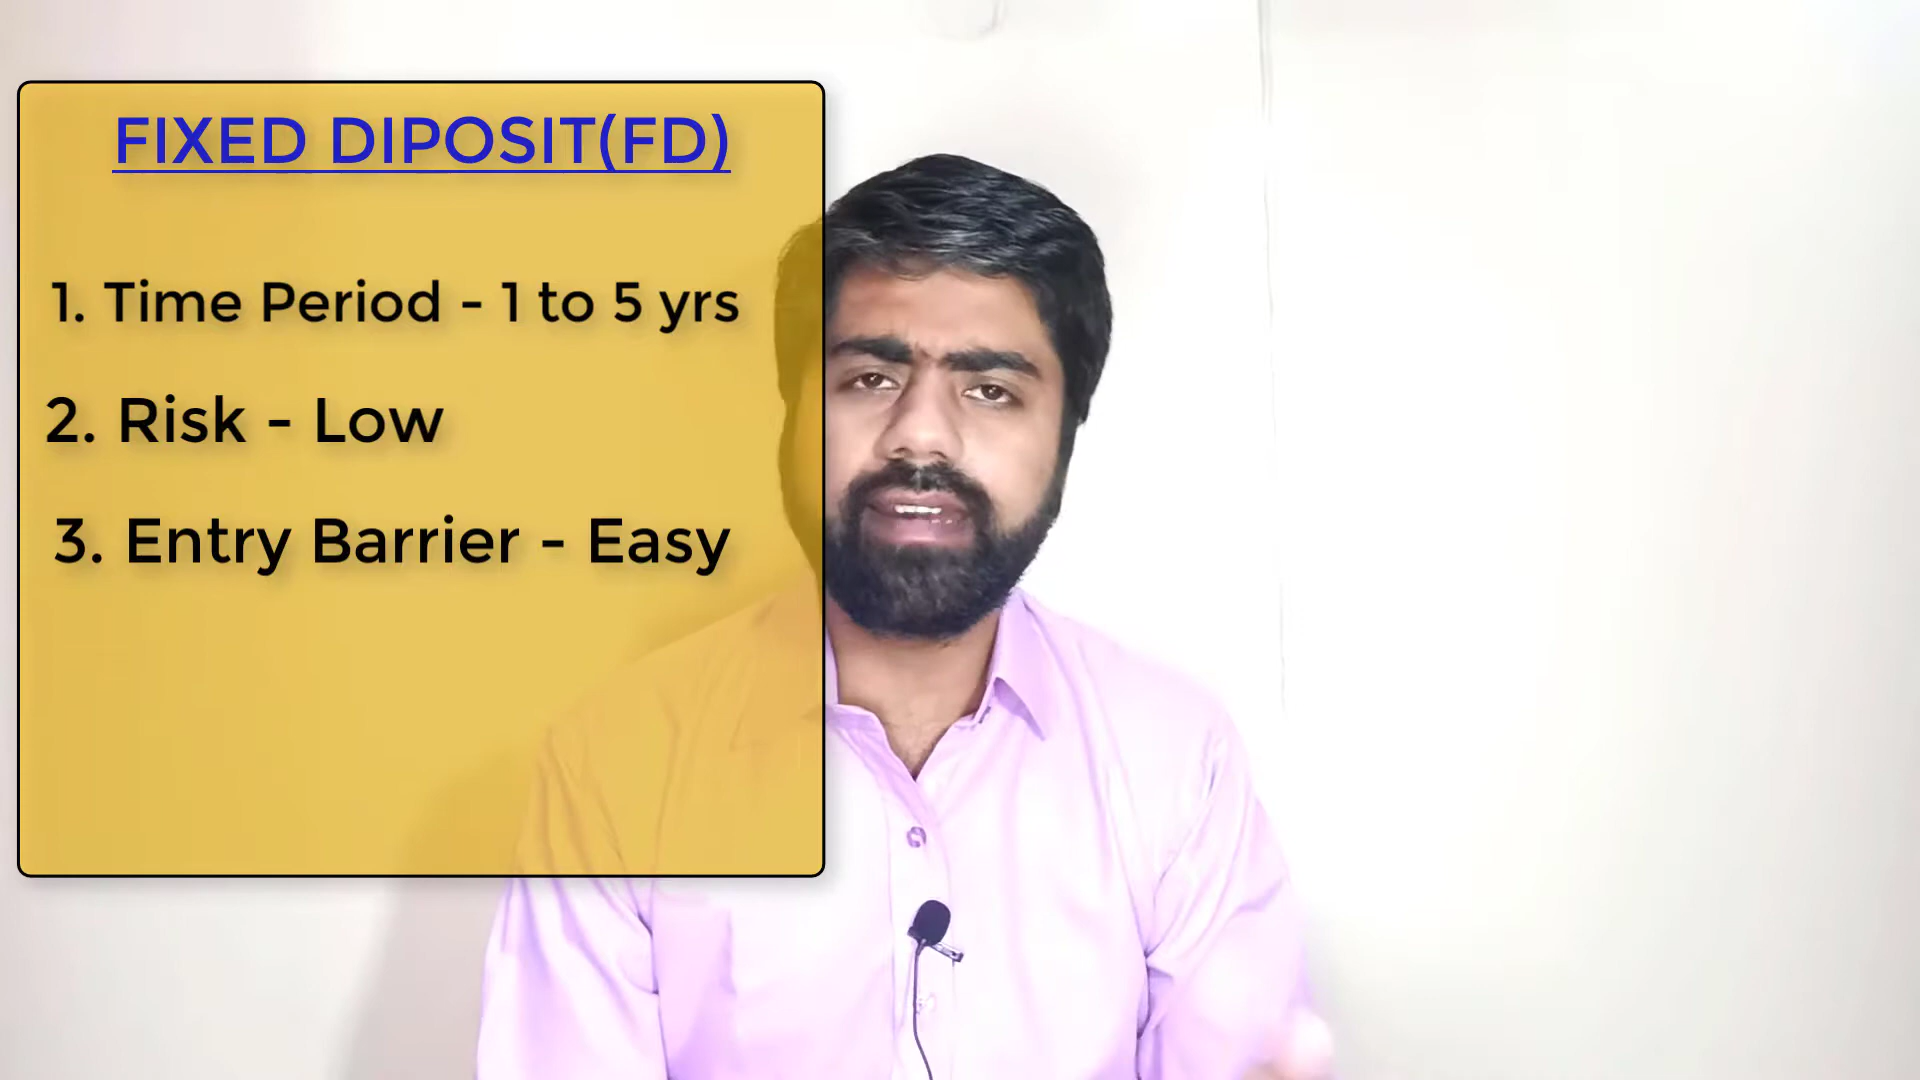 FIXED DIPOSIT(FD)
1. Time Period - 1 to 5 yrs
2. Risk - Low
3. Entry Barrier - Easy